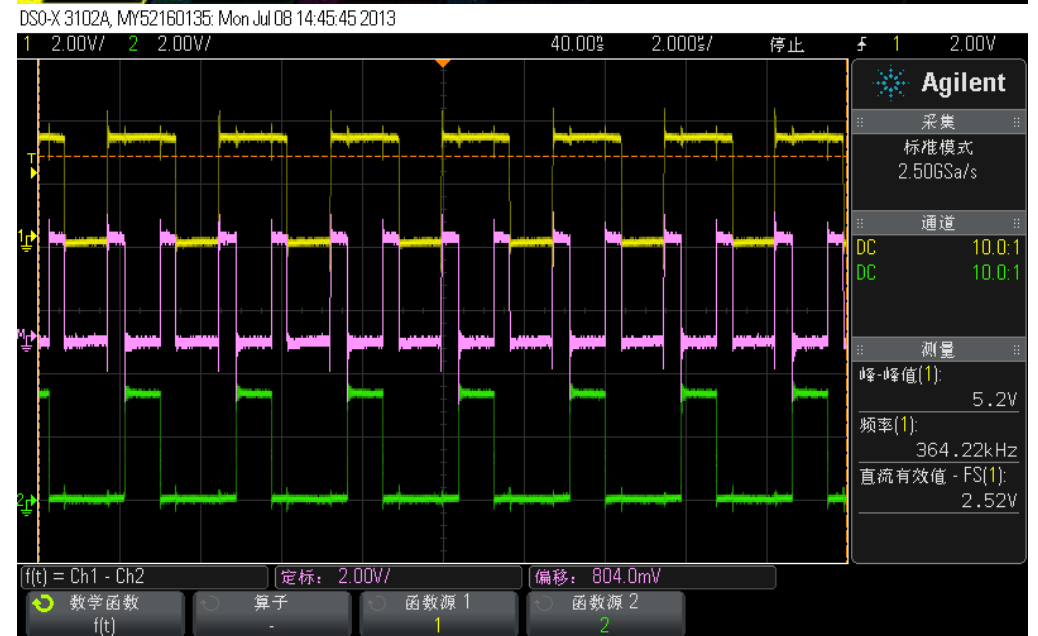 DSO-X 3102A, MY52160135: Mon Jul 08 14:45:45 2013
1 2.00V/ 2 2.00V/ 40.00µs 2.000µs/ 停止 1 2.00V
Agilent
采集
标准模式
2.50GSa/s
通道
DC 10.0:1
DC 10.0:1
测量
峰-峰值(1):
5.2V
频率(1):
364.22kHz
直流有效值 - FS(1):
2.52V
T
1
M
2
f(t) = Ch1 - Ch2 定标: 2.00V/ 偏移: 804.0mV
数学函数 算子 函数源 1 函数源 2
f(t) - 1 2